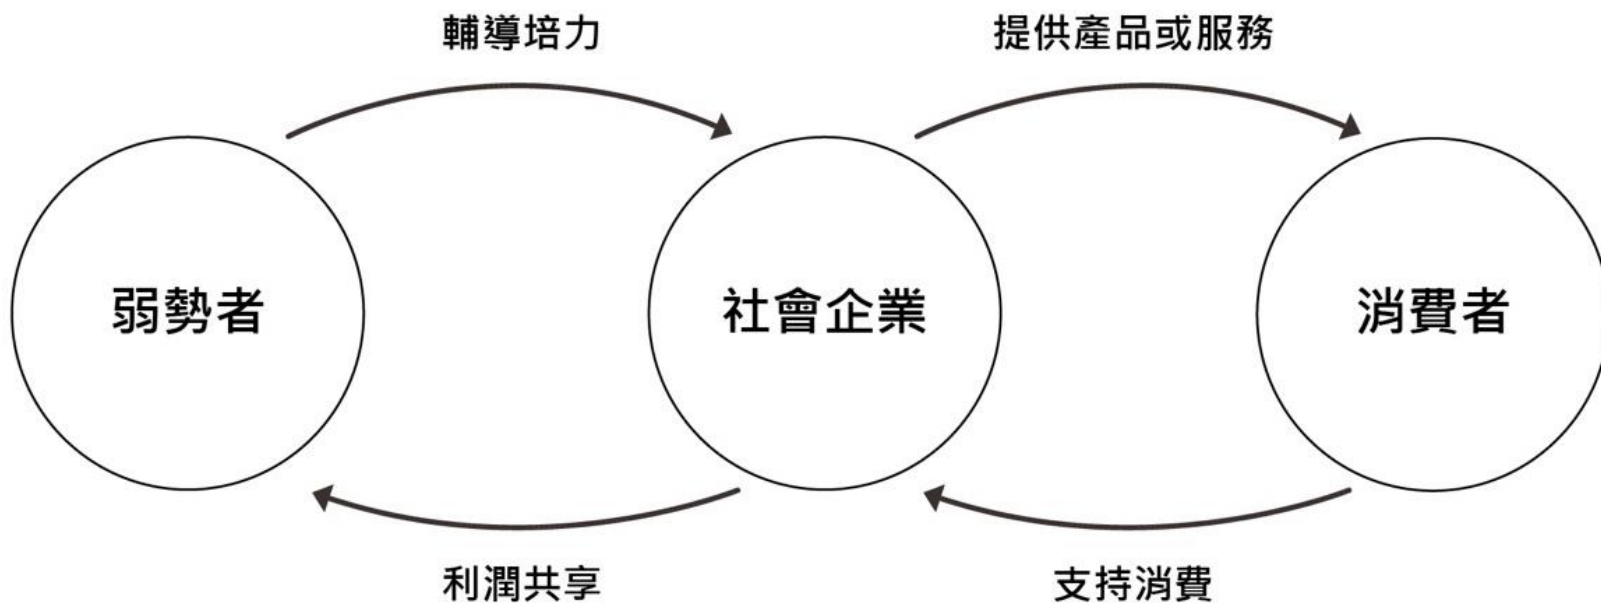 輔導培力
提供產品或服務
弱勢者
社會企業
消費者
利潤共享
支持消費